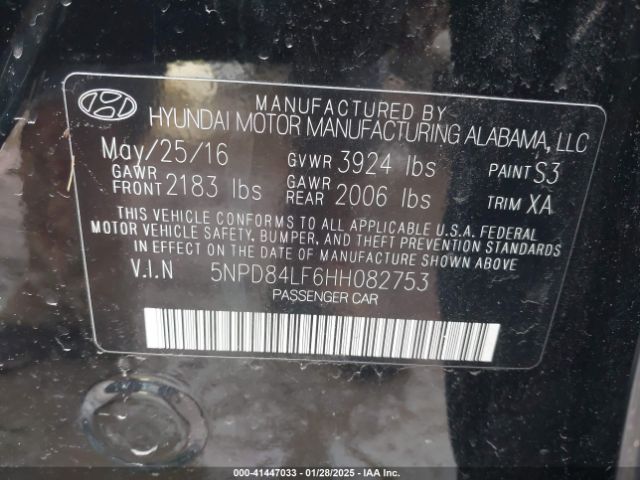 MANUFACTURED BY
HYUNDAI MOTOR MANUFACTURING ALABAMA, LLC
May/25/16 GVWR 3924 lbs PAINT S3
GAWR FRONT 2183 lbs GAWR REAR 2006 lbs TRIM XA
THIS VEHICLE CONFORMS TO ALL APPLICABLE U.S.A. FEDERAL
MOTOR VEHICLE SAFETY, BUMPER, AND THEFT PREVENTION STANDARDS
IN EFFECT ON THE DATE OF MANUFACTURE SHOWN ABOVE.
V.I.N 5NPD84LF6HH082753
PASSENGER CAR
000-41447033 - 01/28/2025 - IAA Inc.